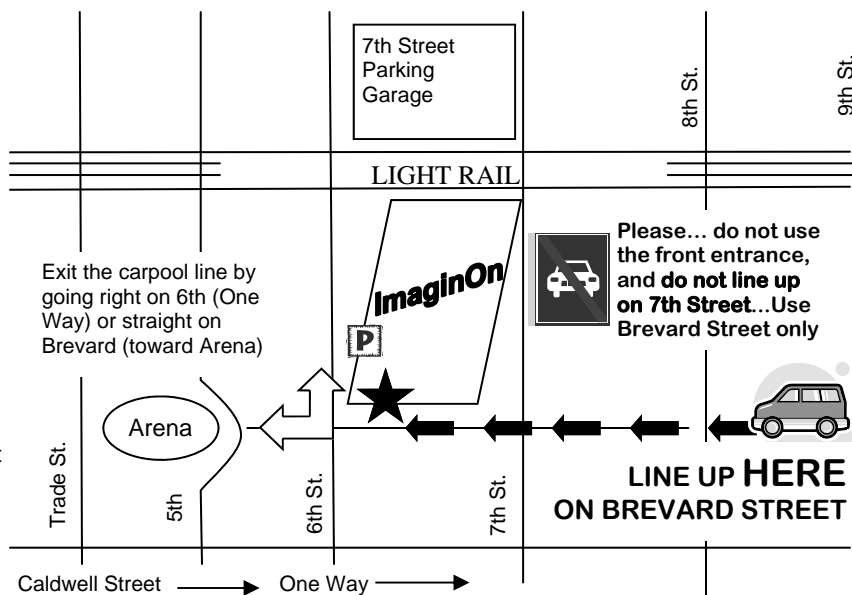 7th Street
Parking
Garage
8th St.
9th St.
LIGHT RAIL
Please... do not use
the front entrance,
and do not line up
on 7th Street...Use
Brevard Street only
ImaginOn
Exit the carpool line by
going right on 6th (One
Way) or straight on
Brevard (toward Arena)
P
Arena
LINE UP HERE
ON BREVARD STREET
Trade St.
5th
6th St.
7th St.
Caldwell Street
One Way